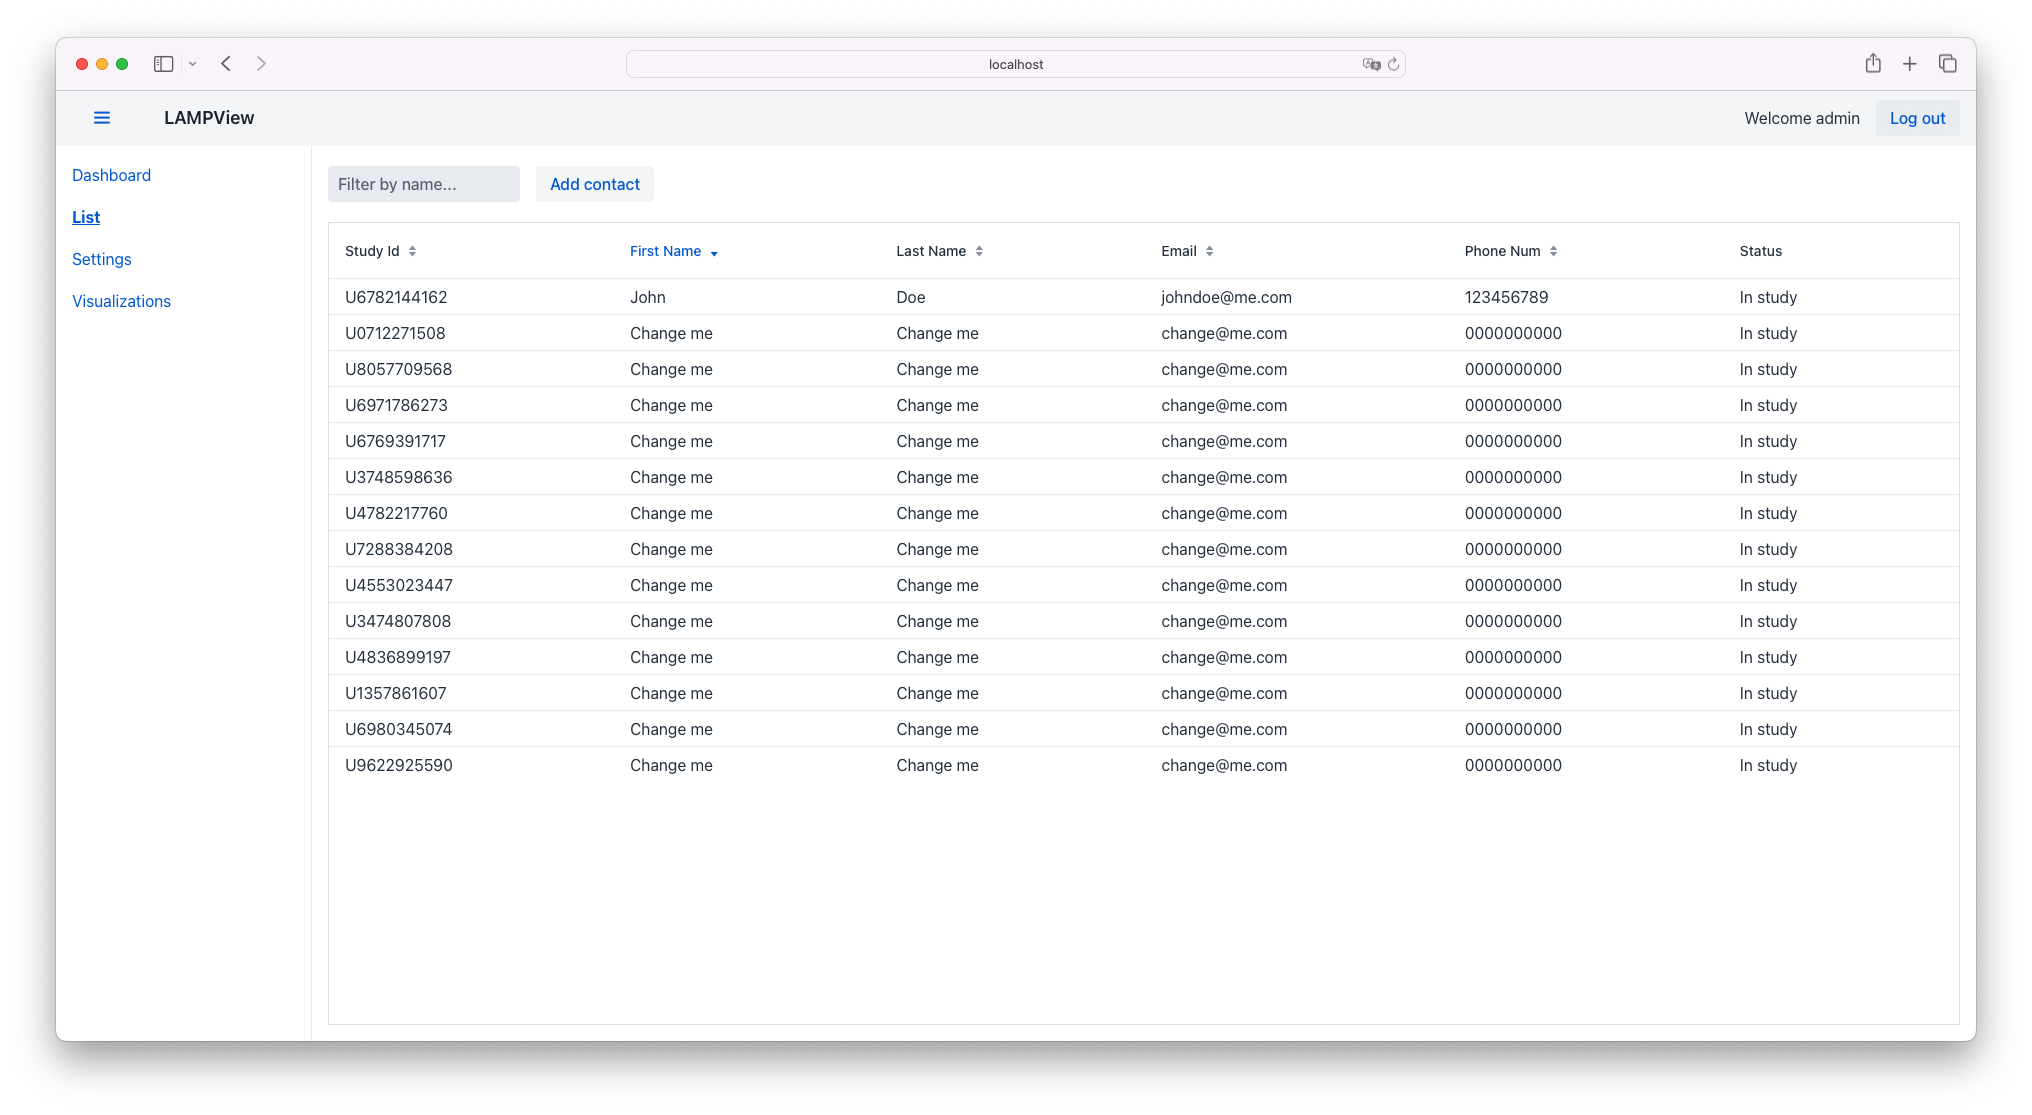 localhost
LAMPView
Welcome admin
Log out
Dashboard
List
Settings
Visualizations
Filter by name...
Add contact
Study Id First Name Last Name Email Phone Num Status
U6782144162 John Doe johndoe@me.com 123456789 In study
U0712271508 Change me Change me change@me.com 0000000000 In study
U8057709568 Change me Change me change@me.com 0000000000 In study
U6971786273 Change me Change me change@me.com 0000000000 In study
U6769391717 Change me Change me change@me.com 0000000000 In study
U3748598636 Change me Change me change@me.com 0000000000 In study
U4782217760 Change me Change me change@me.com 0000000000 In study
U7288384208 Change me Change me change@me.com 0000000000 In study
U4553023447 Change me Change me change@me.com 0000000000 In study
U3474807808 Change me Change me change@me.com 0000000000 In study
U4836899197 Change me Change me change@me.com 0000000000 In study
U1357861607 Change me Change me change@me.com 0000000000 In study
U6980345074 Change me Change me change@me.com 0000000000 In study
U9622925590 Change me Change me change@me.com 0000000000 In study